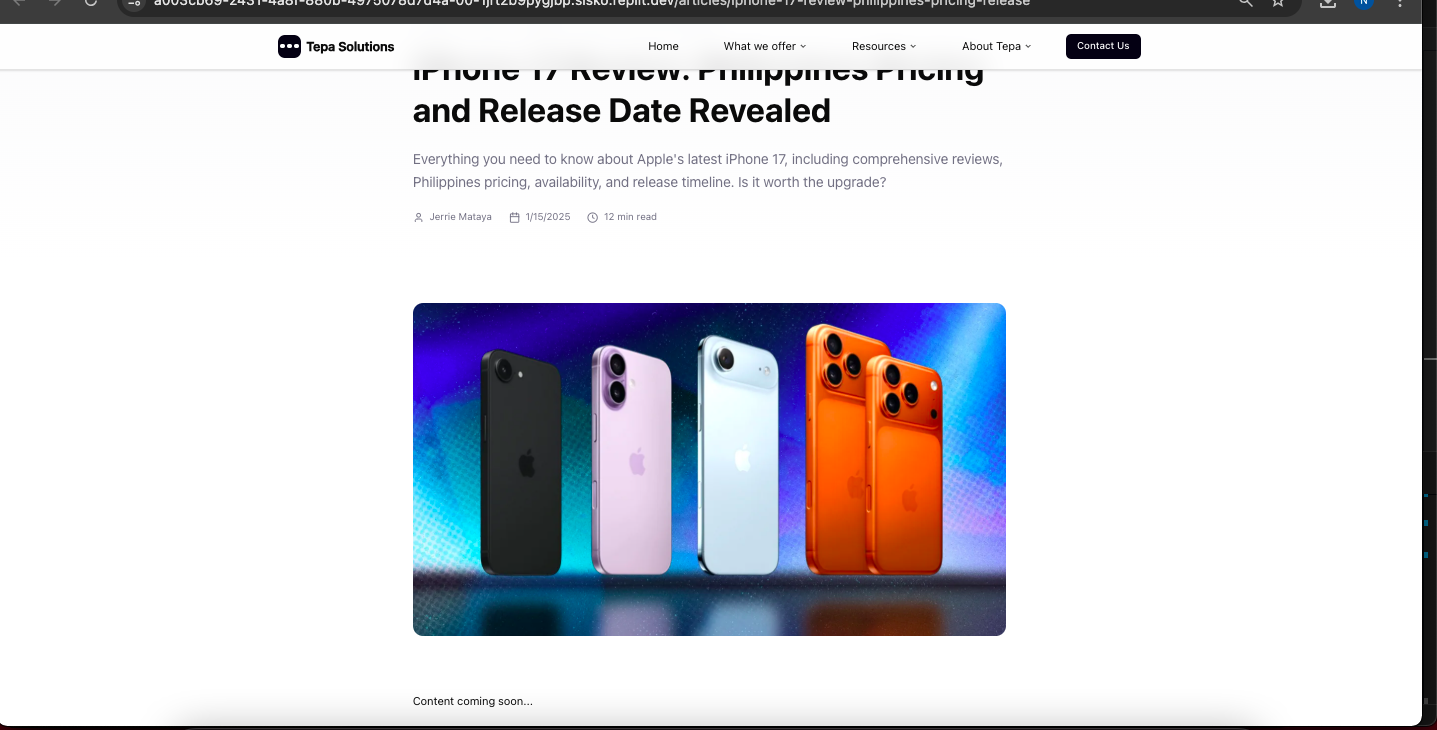 a003cb69-2431-4a8f-880b-4975078d7d4a-00-1jrt2b9pygjbp.sisko.replit.dev/articles/iphone-17-review-philippines-pricing-release
N
Tepa Solutions
Home
What we offer
Resources
About Tepa
Contact Us
iPhone 17 Review: Philippines Pricing
and Release Date Revealed
Everything you need to know about Apple's latest iPhone 17, including comprehensive reviews,
Philippines pricing, availability, and release timeline. Is it worth the upgrade?
Jerrie Mataya
1/15/2025
12 min read
Content coming soon...